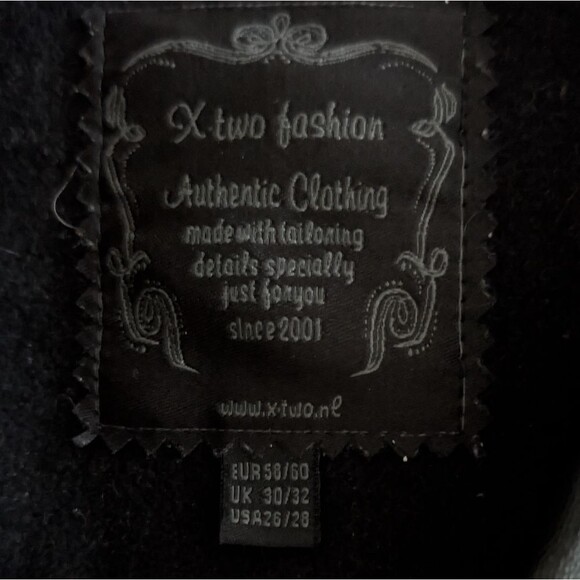 X-two fashion
Authentic Clothing
made with tailoring
details specially
just for you
since 2001
www.x-two.nl
EUR 58/60
UK 30/32
USA 26/28